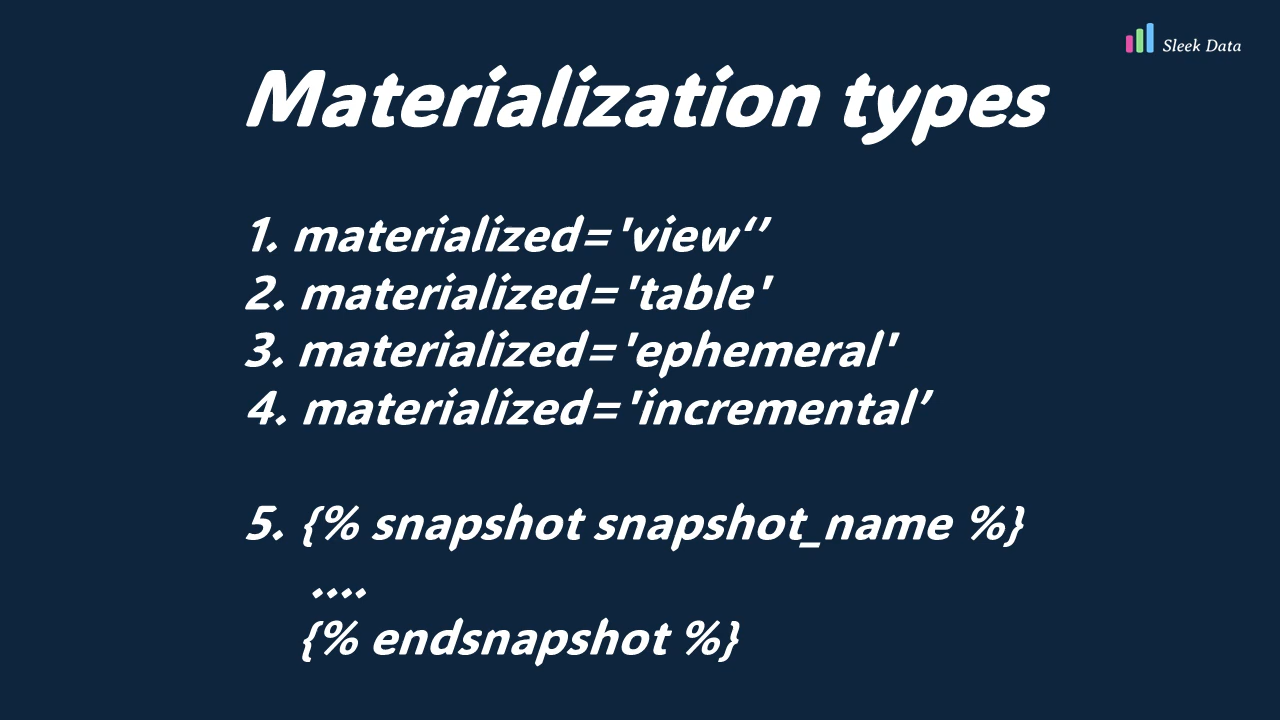 Sleek Data
Materialization types
1. materialized='view‘’
2. materialized='table'
3. materialized='ephemeral'
4. materialized='incremental’
5. {% snapshot snapshot_name %}
....
{% endsnapshot %}